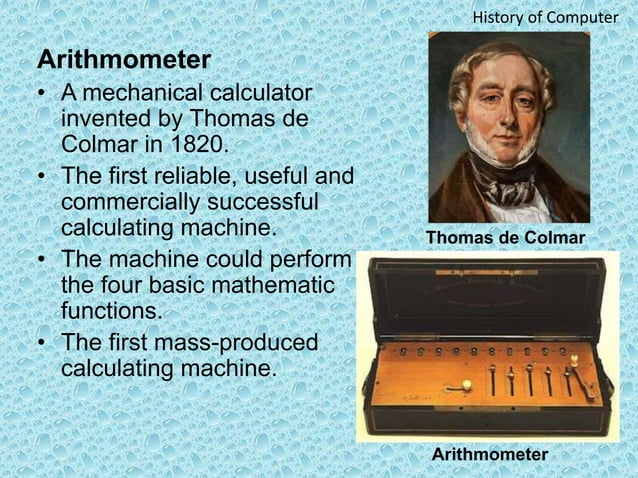 History of Computer
Arithmometer
• A mechanical calculator
invented by Thomas de
Colmar in 1820.
• The first reliable, useful and
commercially successful
calculating machine.
• The machine could perform
the four basic mathematic
functions.
• The first mass-produced
calculating machine.
Thomas de Colmar
Arithmometer